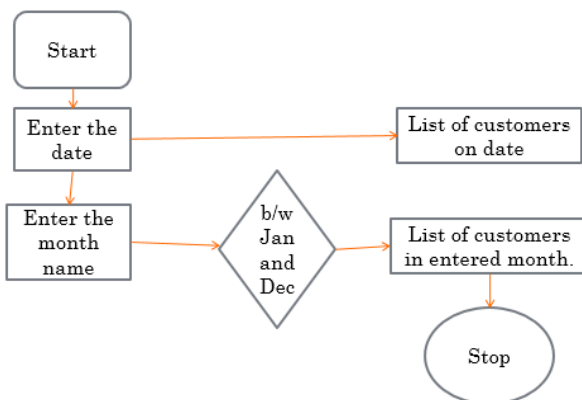 Start
Enter the
date
List of customers
on date
Enter the
month
name
b/w
Jan
and
Dec
List of customers
in entered month.
Stop